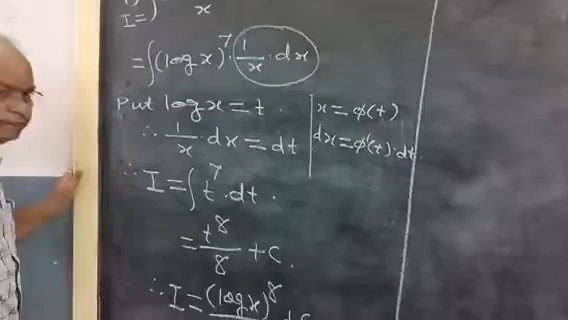 I=∫ x
=∫(log x)^7 · 1/x · dx
Put log x = t .
∴ 1/x · dx = dt
x = φ(t)
dx = φ'(t)·dt.
∴ I = ∫ t^7 · dt .
= t^8/8 + c .
∴ I = (log x)^8